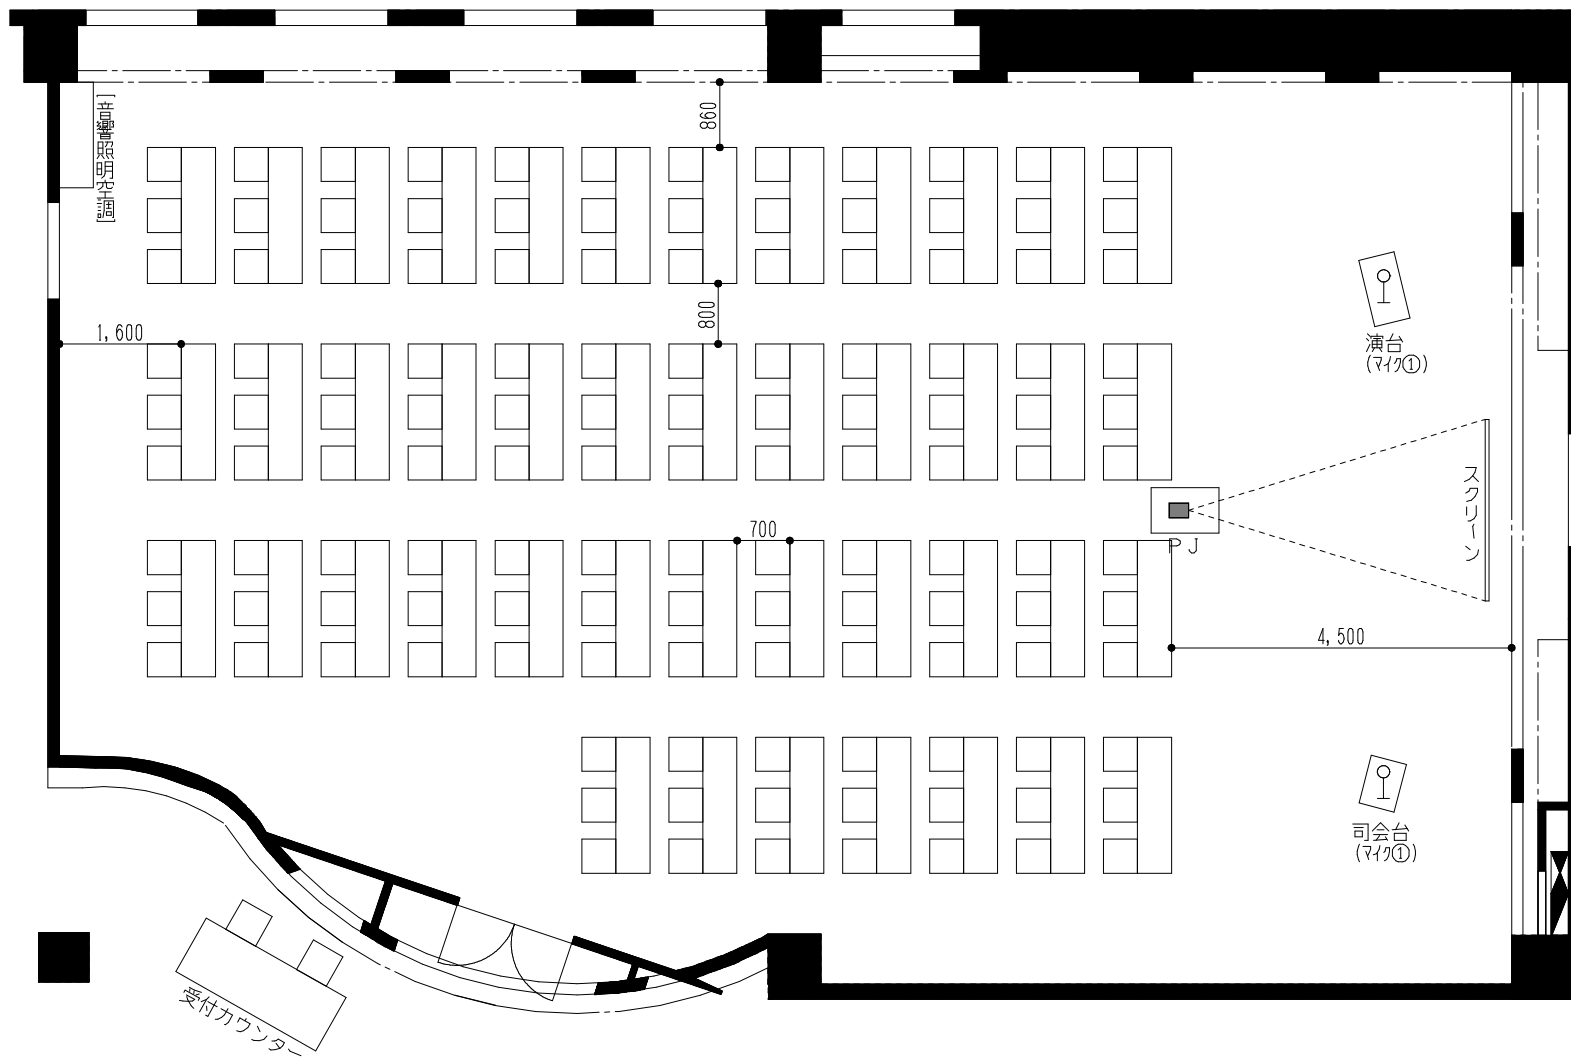 [音響照明空調]
860
800
1,600
演台
(マイク①)
スクリーン
700
PJ
4,500
司会台
(マイク①)
受付カウンター